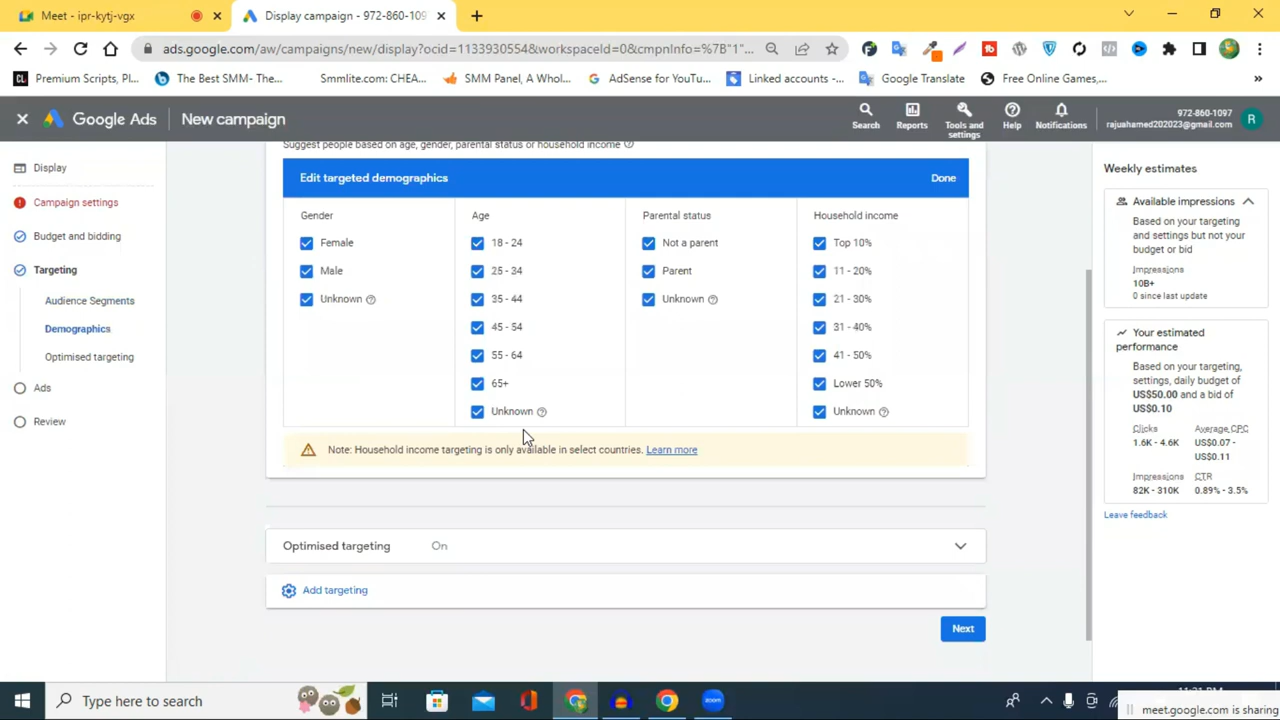 Meet - ipr-kytj-vgx
Display campaign - 972-860-109
ads.google.com/aw/campaigns/new/display?ocid=1133930554&workspaceId=0&cmpnInfo=%7B"1"...
Premium Scripts, Pl...
The Best SMM- The...
Smmlite.com: CHEA...
SMM Panel, A Whol...
AdSense for YouTu...
Linked accounts -...
Google Translate
Free Online Games,...
Google Ads
New campaign
Search
Reports
Tools and settings
Help
Notifications
972-860-1097
rajuahamed202023@gmail.com
R
Display
Campaign settings
Budget and bidding
Targeting
Audience Segments
Demographics
Optimised targeting
Ads
Review
Suggest people based on age, gender, parental status or household income
Edit targeted demographics
Done
Gender
Female
Male
Unknown
Age
18 - 24
25 - 34
35 - 44
45 - 54
55 - 64
65+
Unknown
Parental status
Not a parent
Parent
Unknown
Household income
Top 10%
11 - 20%
21 - 30%
31 - 40%
41 - 50%
Lower 50%
Unknown
Note: Household income targeting is only available in select countries. Learn more
Optimised targeting On
Add targeting
Next
Weekly estimates
Available impressions
Based on your targeting
and settings but not your
budget or bid
Impressions
10B+
0 since last update
Your estimated
performance
Based on your targeting,
settings, daily budget of
US$50.00 and a bid of
US$0.10
Clicks
1.6K - 4.6K
Average CPC
US$0.07 -
US$0.11
Impressions
82K - 310K
CTR
0.89% - 3.5%
Leave feedback
Type here to search
zoom
meet.google.com is sharing